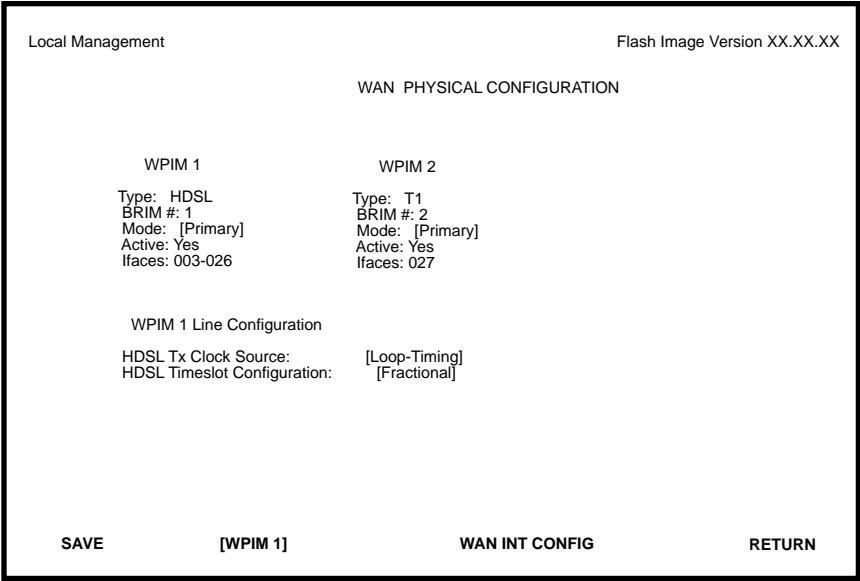 Local Management Flash Image Version XX.XX.XX
WAN PHYSICAL CONFIGURATION
WPIM 1 WPIM 2
Type: HDSL Type: T1
BRIM #: 1 BRIM #: 2
Mode: [Primary] Mode: [Primary]
Active: Yes Active: Yes
Ifaces: 003-026 Ifaces: 027
WPIM 1 Line Configuration
HDSL Tx Clock Source: [Loop-Timing]
HDSL Timeslot Configuration: [Fractional]
SAVE [WPIM 1] WAN INT CONFIG RETURN